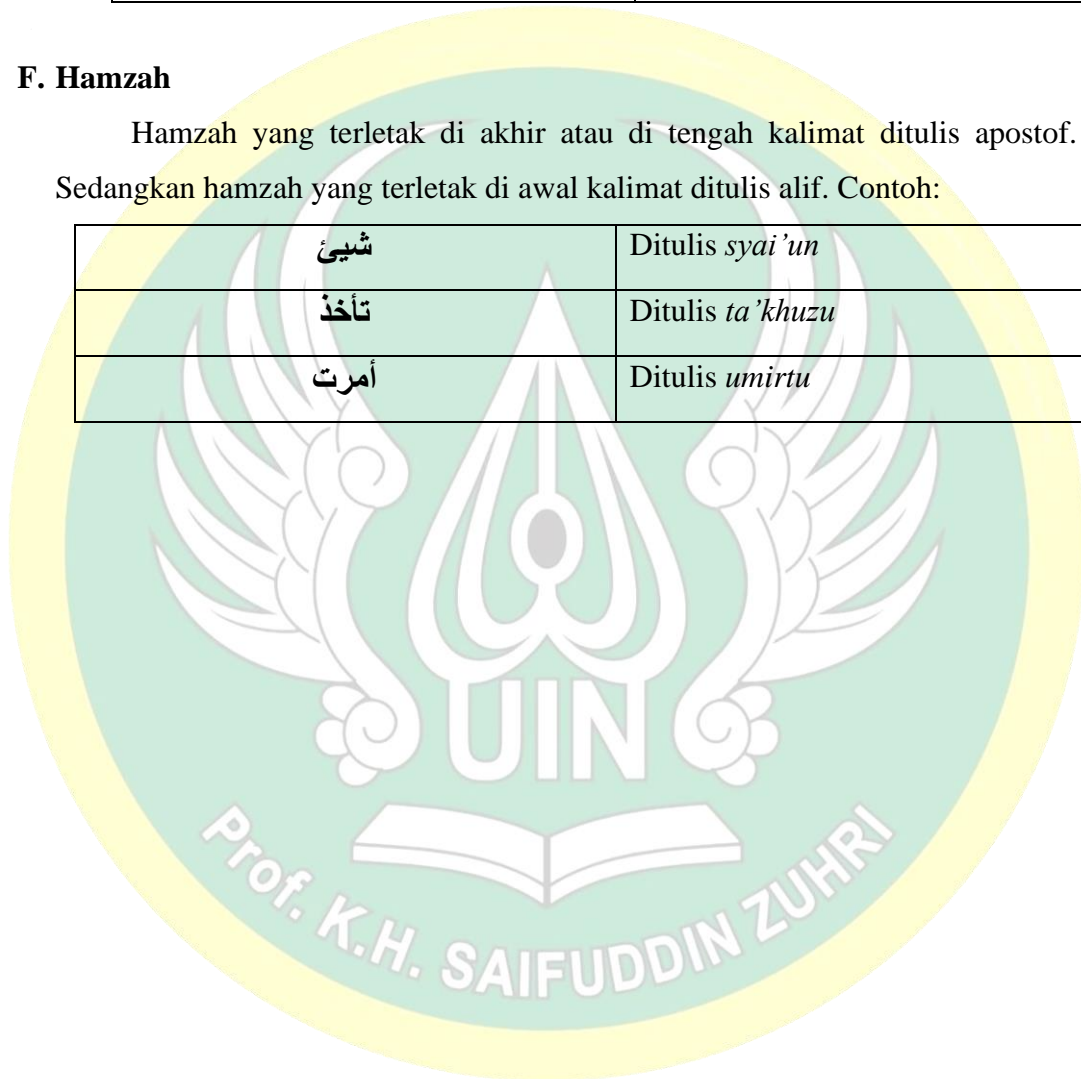 F. Hamzah
Hamzah yang terletak di akhir atau di tengah kalimat ditulis apostof.
Sedangkan hamzah yang terletak di awal kalimat ditulis alif. Contoh:
شيئ Ditulis syai’un
تأخذ Ditulis ta’khuzu
أمرت Ditulis umirtu
UIN
Prof. K.H. SAIFUDDIN ZUHRI